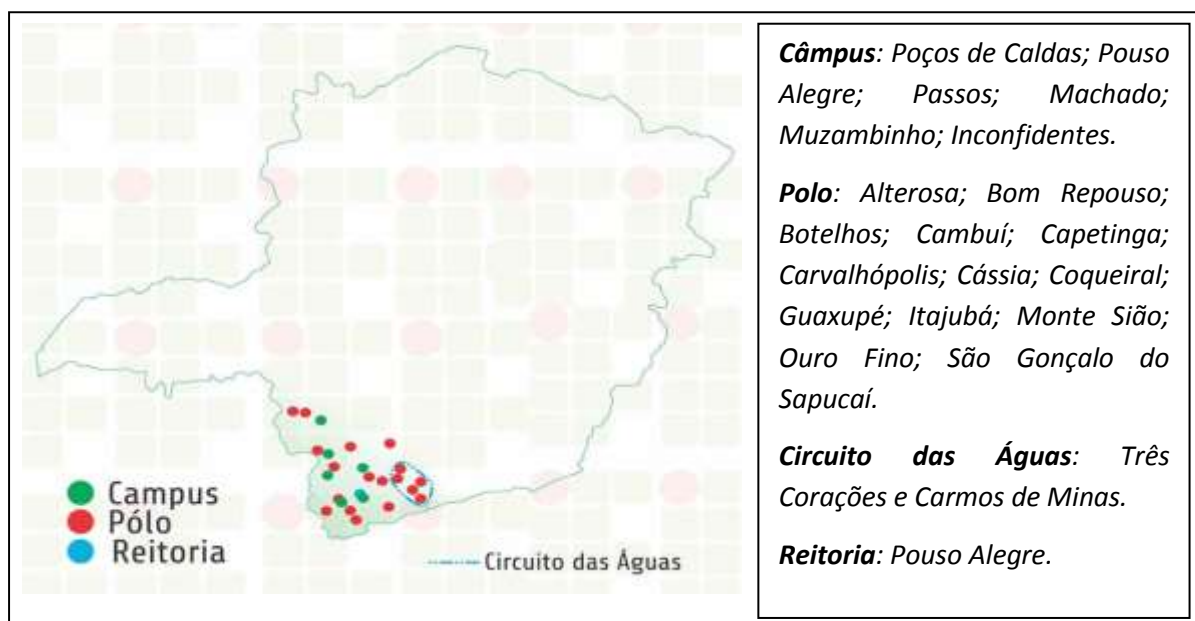 Campus
Pólo
Reitoria
Circuito das Águas
Câmpus: Poços de Caldas; Pouso
Alegre; Passos; Machado;
Muzambinho; Inconfidentes.
Polo: Alterosa; Bom Repouso;
Botelhos; Cambuí; Capetinga;
Carvalhópolis; Cássia; Coqueiral;
Guaxupé; Itajubá; Monte Sião;
Ouro Fino; São Gonçalo do
Sapucaí.
Circuito das Águas: Três
Corações e Carmos de Minas.
Reitoria: Pouso Alegre.